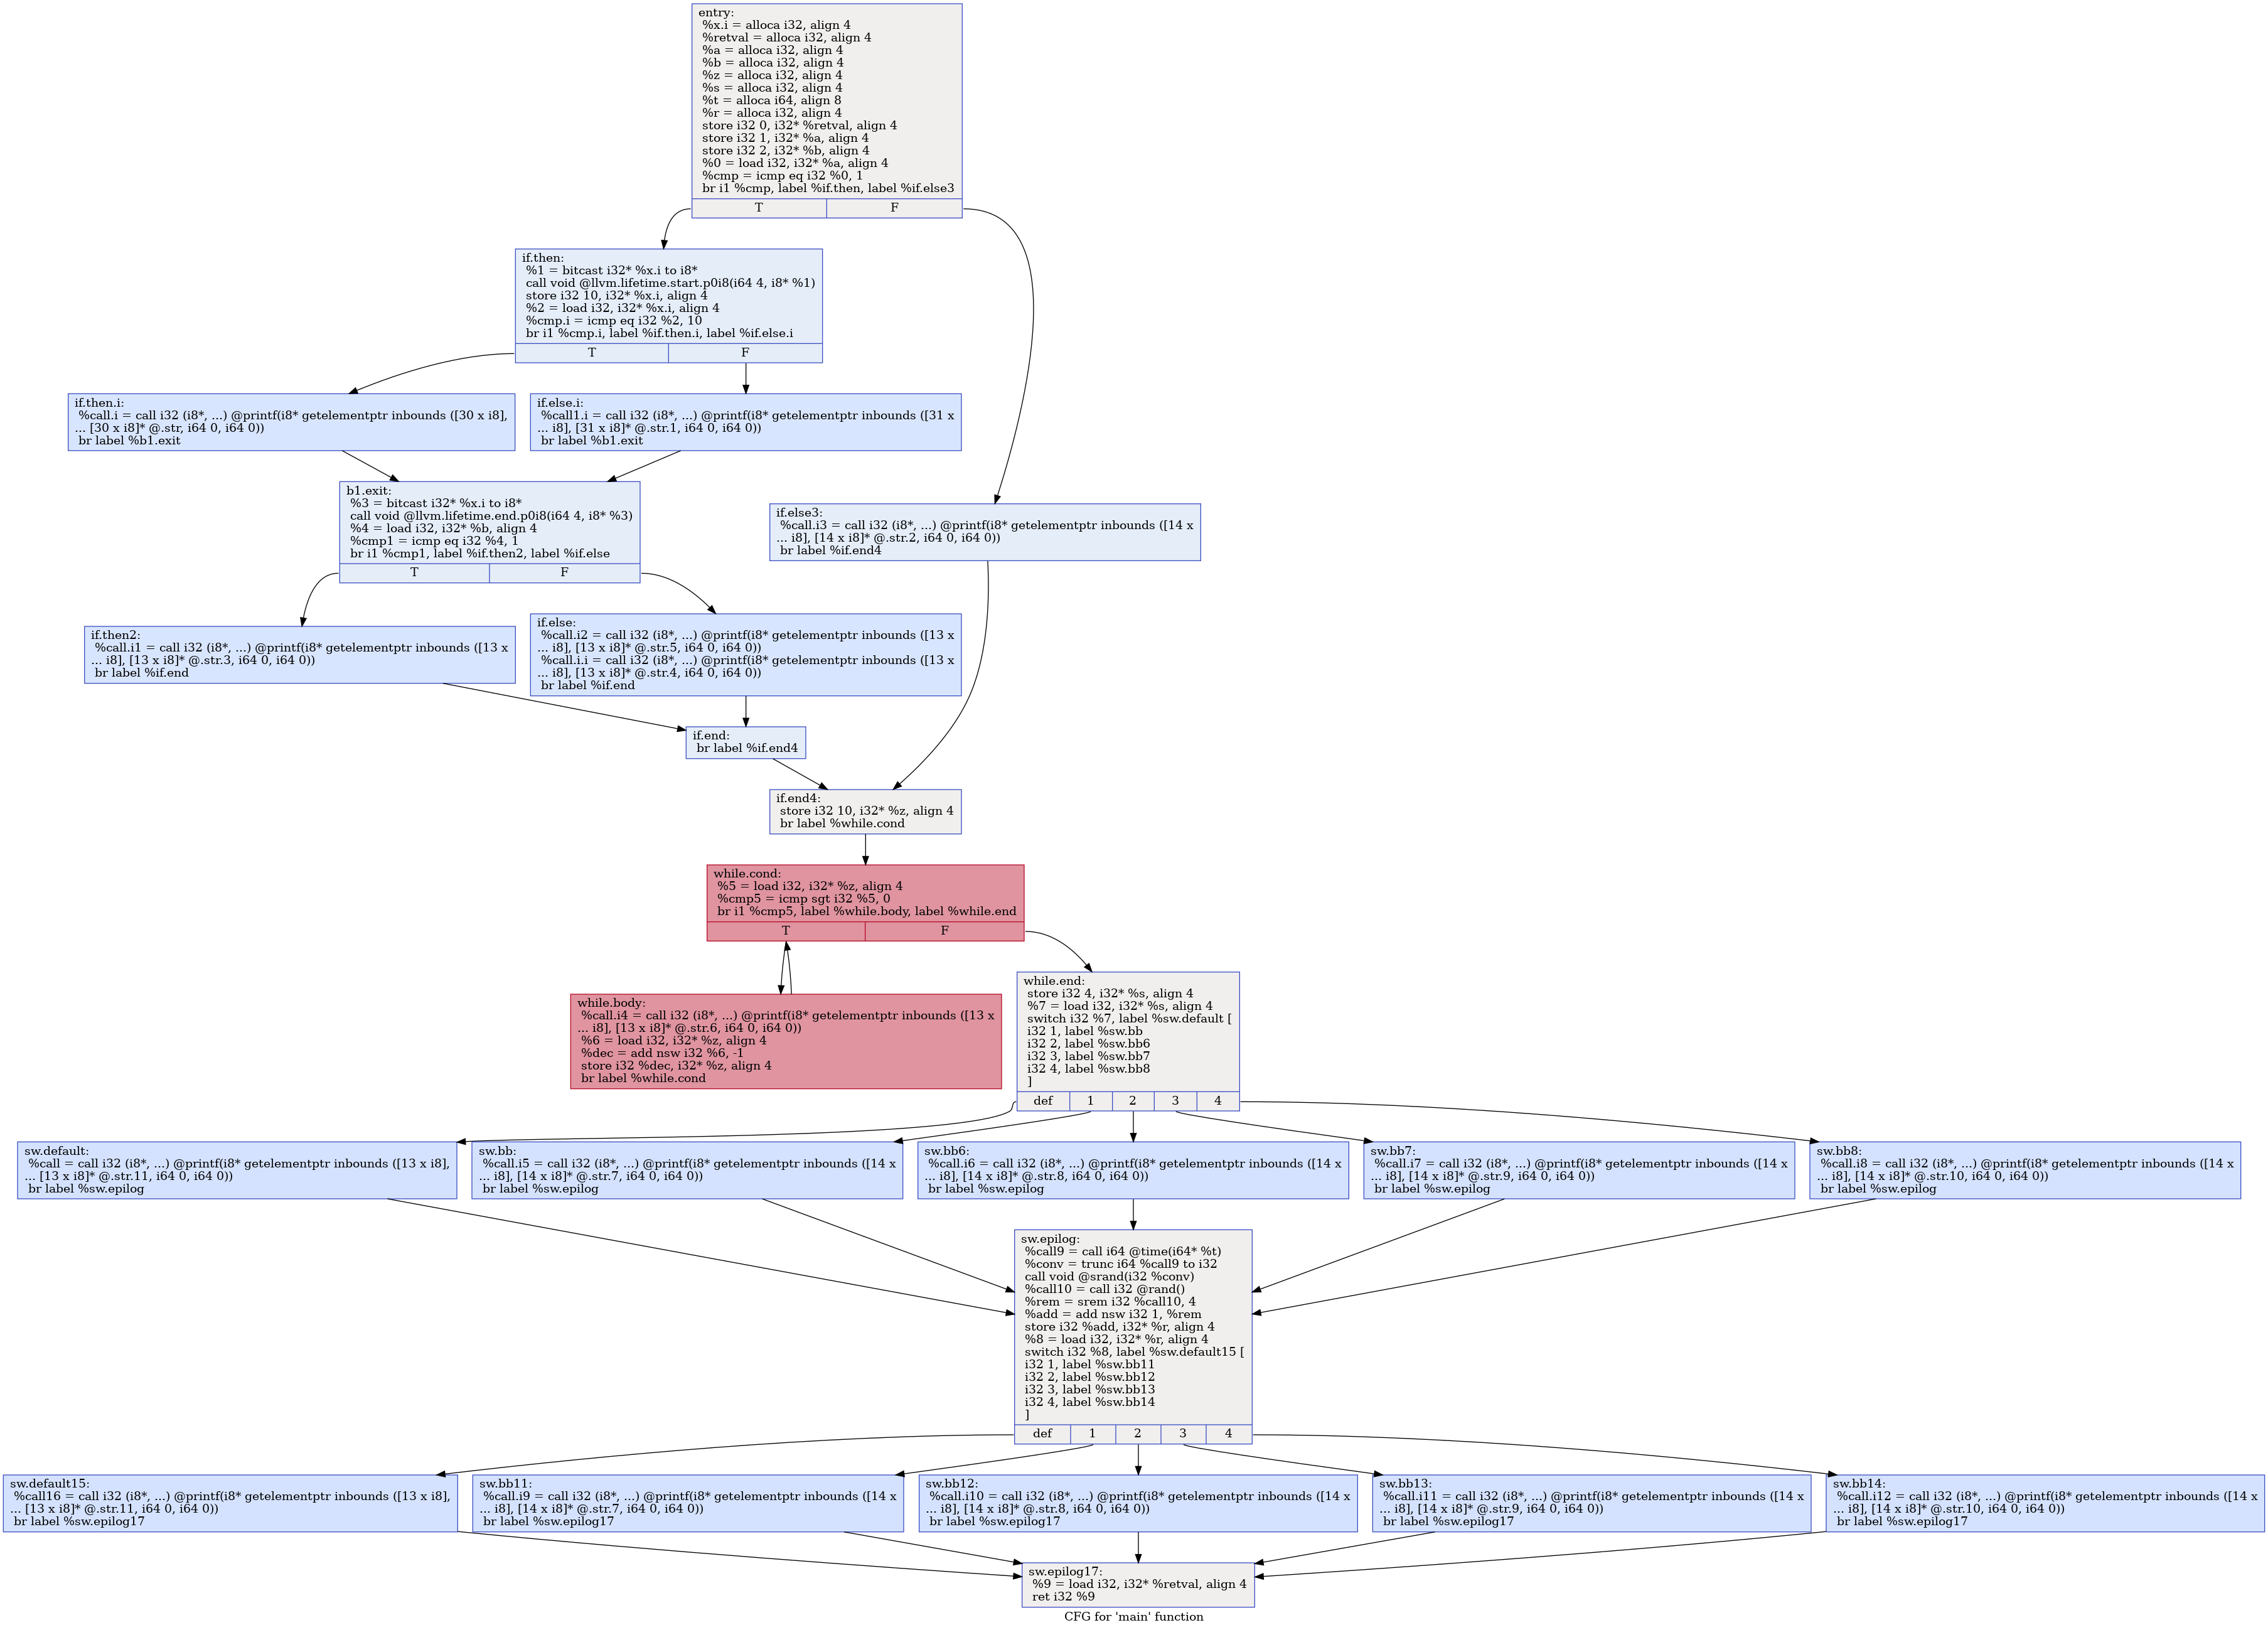 entry:
%x.i = alloca i32, align 4
%retval = alloca i32, align 4
%a = alloca i32, align 4
%b = alloca i32, align 4
%z = alloca i32, align 4
%s = alloca i32, align 4
%t = alloca i64, align 8
%r = alloca i32, align 4
store i32 0, i32* %retval, align 4
store i32 1, i32* %a, align 4
store i32 2, i32* %b, align 4
%0 = load i32, i32* %a, align 4
%cmp = icmp eq i32 %0, 1
br i1 %cmp, label %if.then, label %if.else3
T F
if.then:
%1 = bitcast i32* %x.i to i8*
call void @llvm.lifetime.start.p0i8(i64 4, i8* %1)
store i32 10, i32* %x.i, align 4
%2 = load i32, i32* %x.i, align 4
%cmp.i = icmp eq i32 %2, 10
br i1 %cmp.i, label %if.then.i, label %if.else.i
T F
if.then.i:
%call.i = call i32 (i8*, ...) @printf(i8* getelementptr inbounds ([30 x i8],
... [30 x i8]* @.str, i64 0, i64 0))
br label %b1.exit
if.else.i:
%call1.i = call i32 (i8*, ...) @printf(i8* getelementptr inbounds ([31 x
... i8], [31 x i8]* @.str.1, i64 0, i64 0))
br label %b1.exit
b1.exit:
%3 = bitcast i32* %x.i to i8*
call void @llvm.lifetime.end.p0i8(i64 4, i8* %3)
%4 = load i32, i32* %b, align 4
%cmp1 = icmp eq i32 %4, 1
br i1 %cmp1, label %if.then2, label %if.else
T F
if.else3:
%call.i3 = call i32 (i8*, ...) @printf(i8* getelementptr inbounds ([14 x
... i8], [14 x i8]* @.str.2, i64 0, i64 0))
br label %if.end4
if.then2:
%call.i1 = call i32 (i8*, ...) @printf(i8* getelementptr inbounds ([13 x
... i8], [13 x i8]* @.str.3, i64 0, i64 0))
br label %if.end
if.else:
%call.i2 = call i32 (i8*, ...) @printf(i8* getelementptr inbounds ([13 x
... i8], [13 x i8]* @.str.5, i64 0, i64 0))
%call.i.i = call i32 (i8*, ...) @printf(i8* getelementptr inbounds ([13 x
... i8], [13 x i8]* @.str.4, i64 0, i64 0))
br label %if.end
if.end:
br label %if.end4
if.end4:
store i32 10, i32* %z, align 4
br label %while.cond
while.cond:
%5 = load i32, i32* %z, align 4
%cmp5 = icmp sgt i32 %5, 0
br i1 %cmp5, label %while.body, label %while.end
T F
while.body:
%call.i4 = call i32 (i8*, ...) @printf(i8* getelementptr inbounds ([13 x
... i8], [13 x i8]* @.str.6, i64 0, i64 0))
%6 = load i32, i32* %z, align 4
%dec = add nsw i32 %6, -1
store i32 %dec, i32* %z, align 4
br label %while.cond
while.end:
store i32 4, i32* %s, align 4
%7 = load i32, i32* %s, align 4
switch i32 %7, label %sw.default [
i32 1, label %sw.bb
i32 2, label %sw.bb6
i32 3, label %sw.bb7
i32 4, label %sw.bb8
]
def 1 2 3 4
sw.default:
%call = call i32 (i8*, ...) @printf(i8* getelementptr inbounds ([13 x i8],
... [13 x i8]* @.str.11, i64 0, i64 0))
br label %sw.epilog
sw.bb:
%call.i5 = call i32 (i8*, ...) @printf(i8* getelementptr inbounds ([14 x
... i8], [14 x i8]* @.str.7, i64 0, i64 0))
br label %sw.epilog
sw.bb6:
%call.i6 = call i32 (i8*, ...) @printf(i8* getelementptr inbounds ([14 x
... i8], [14 x i8]* @.str.8, i64 0, i64 0))
br label %sw.epilog
sw.bb7:
%call.i7 = call i32 (i8*, ...) @printf(i8* getelementptr inbounds ([14 x
... i8], [14 x i8]* @.str.9, i64 0, i64 0))
br label %sw.epilog
sw.bb8:
%call.i8 = call i32 (i8*, ...) @printf(i8* getelementptr inbounds ([14 x
... i8], [14 x i8]* @.str.10, i64 0, i64 0))
br label %sw.epilog
sw.epilog:
%call9 = call i64 @time(i64* %t)
%conv = trunc i64 %call9 to i32
call void @srand(i32 %conv)
%call10 = call i32 @rand()
%rem = srem i32 %call10, 4
%add = add nsw i32 1, %rem
store i32 %add, i32* %r, align 4
%8 = load i32, i32* %r, align 4
switch i32 %8, label %sw.default15 [
i32 1, label %sw.bb11
i32 2, label %sw.bb12
i32 3, label %sw.bb13
i32 4, label %sw.bb14
]
def 1 2 3 4
sw.default15:
%call16 = call i32 (i8*, ...) @printf(i8* getelementptr inbounds ([13 x i8],
... [13 x i8]* @.str.11, i64 0, i64 0))
br label %sw.epilog17
sw.bb11:
%call.i9 = call i32 (i8*, ...) @printf(i8* getelementptr inbounds ([14 x
... i8], [14 x i8]* @.str.7, i64 0, i64 0))
br label %sw.epilog17
sw.bb12:
%call.i10 = call i32 (i8*, ...) @printf(i8* getelementptr inbounds ([14 x
... i8], [14 x i8]* @.str.8, i64 0, i64 0))
br label %sw.epilog17
sw.bb13:
%call.i11 = call i32 (i8*, ...) @printf(i8* getelementptr inbounds ([14 x
... i8], [14 x i8]* @.str.9, i64 0, i64 0))
br label %sw.epilog17
sw.bb14:
%call.i12 = call i32 (i8*, ...) @printf(i8* getelementptr inbounds ([14 x
... i8], [14 x i8]* @.str.10, i64 0, i64 0))
br label %sw.epilog17
sw.epilog17:
%9 = load i32, i32* %retval, align 4
ret i32 %9
CFG for 'main' function